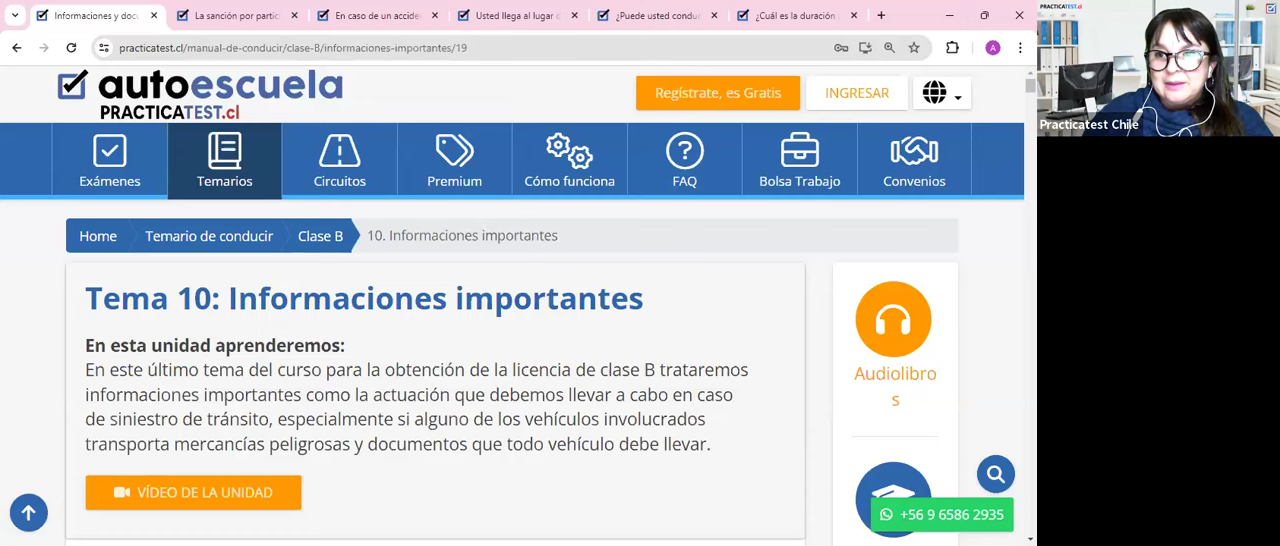 Informaciones y docu
La sanción por partic
En caso de un accide
Usted llega al lugar d
¿Puede usted conduc
¿Cuál es la duración
practicatest.cl/manual-de-conducir/clase-B/informaciones-importantes/19
A
PRACTICATEST.cl
Practicatest Chile
autoescuela
PRACTICATEST.cl
Regístrate, es Gratis
INGRESAR
Exámenes
Temarios
Circuitos
Premium
Cómo funciona
FAQ
Bolsa Trabajo
Convenios
Home
Temario de conducir
Clase B
10. Informaciones importantes
Tema 10: Informaciones importantes
En esta unidad aprenderemos:
En este último tema del curso para la obtención de la licencia de clase B trataremos
informaciones importantes como la actuación que debemos llevar a cabo en caso
de siniestro de tránsito, especialmente si alguno de los vehículos involucrados
transporta mercancías peligrosas y documentos que todo vehículo debe llevar.
VÍDEO DE LA UNIDAD
Audiolibro
s
+56 9 6586 2935